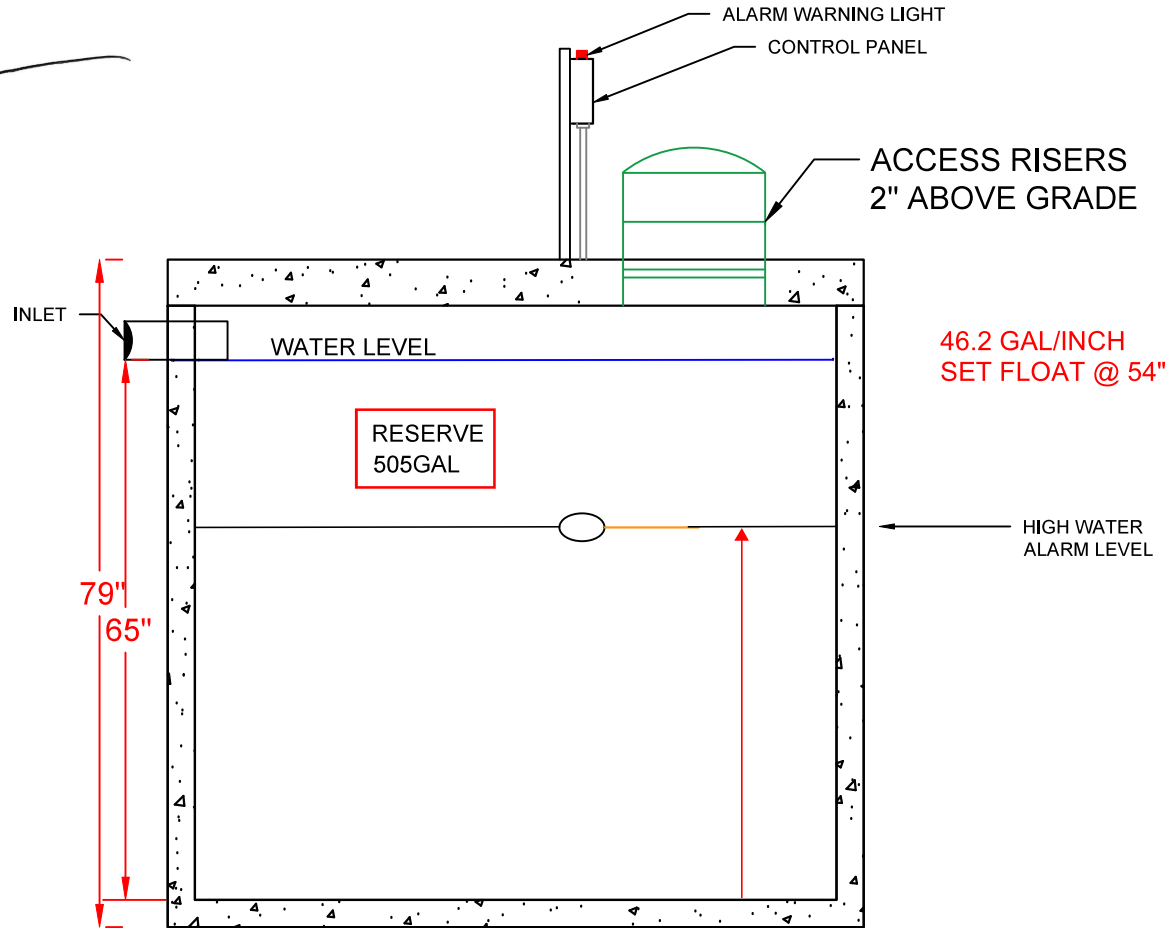 ALARM WARNING LIGHT
CONTROL PANEL
ACCESS RISERS
2" ABOVE GRADE
INLET
WATER LEVEL
46.2 GAL/INCH
SET FLOAT @ 54"
RESERVE
505GAL
HIGH WATER
ALARM LEVEL
79"
65"